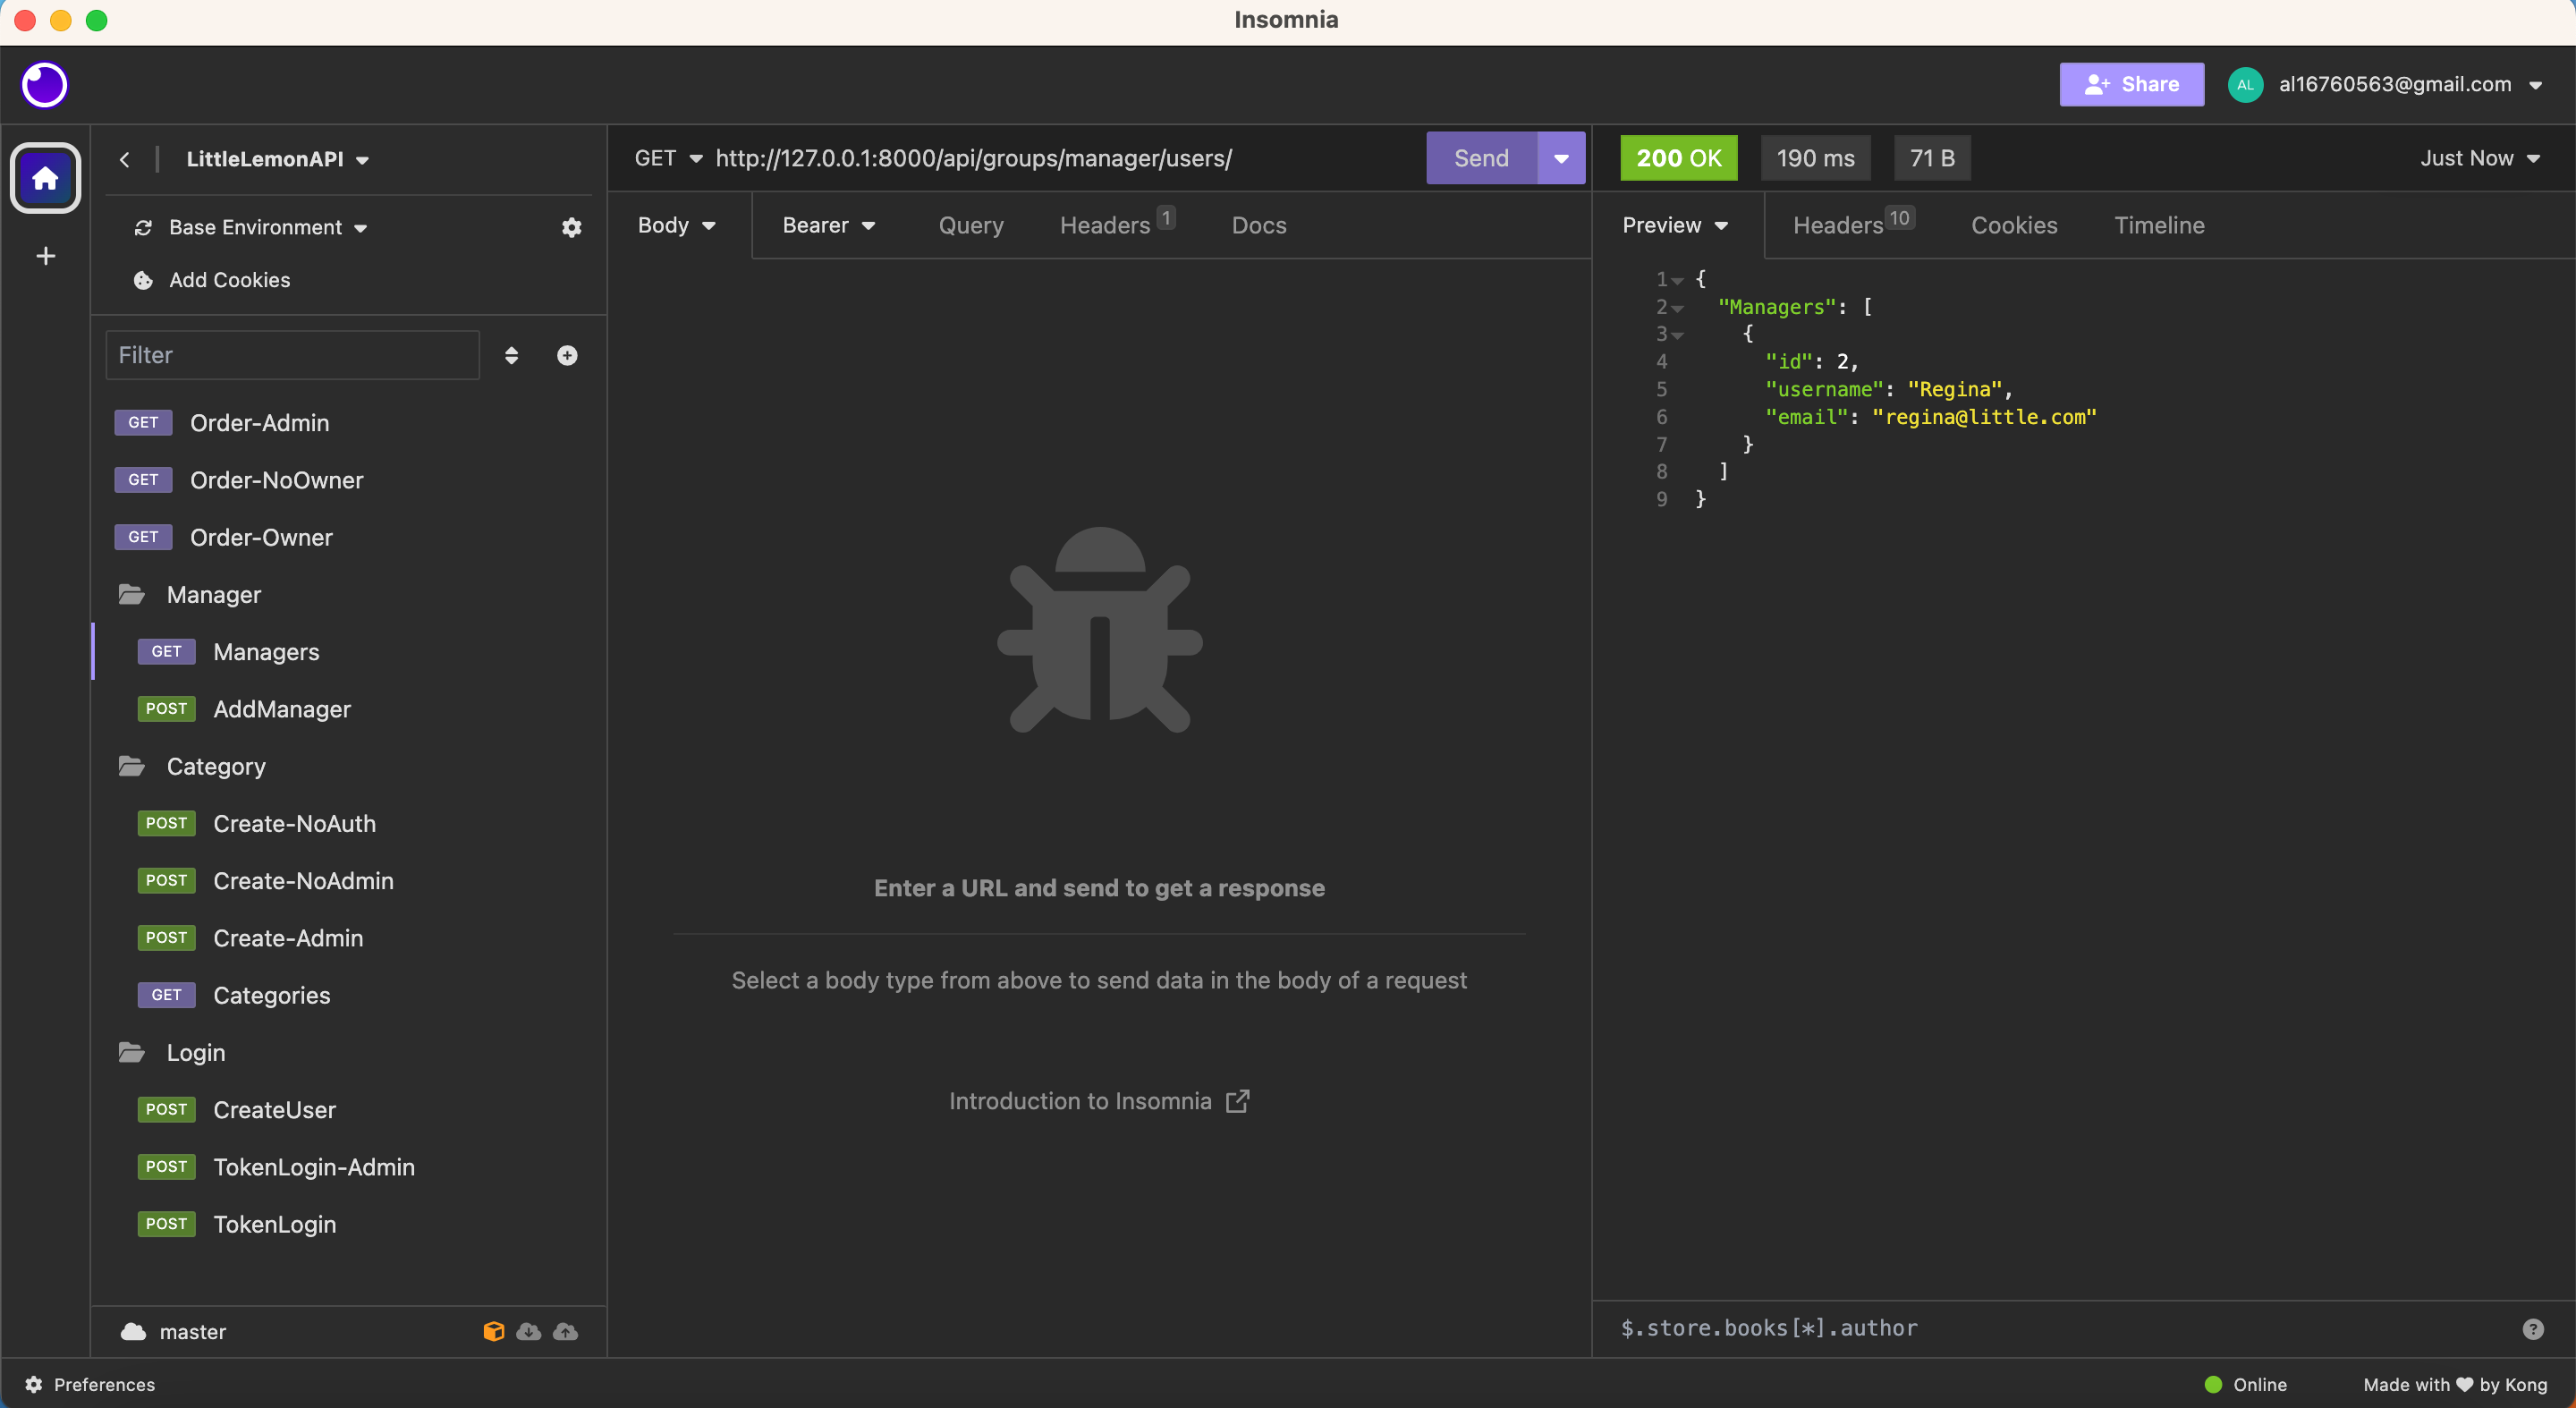 Insomnia
Share
AL
al16760563@gmail.com
LittleLemonAPI
Base Environment
Add Cookies
Filter
GET Order-Admin
GET Order-NoOwner
GET Order-Owner
Manager
GET Managers
POST AddManager
Category
POST Create-NoAuth
POST Create-NoAdmin
POST Create-Admin
GET Categories
Login
POST CreateUser
POST TokenLogin-Admin
POST TokenLogin
master
GET http://127.0.0.1:8000/api/groups/manager/users/
Send
Body Bearer Query Headers 1 Docs
Enter a URL and send to get a response
Select a body type from above to send data in the body of a request
Introduction to Insomnia
200 OK 190 ms 71 B Just Now
Preview Headers 10 Cookies Timeline
1 {
2 "Managers": [
3 {
4 "id": 2,
5 "username": "Regina",
6 "email": "regina@little.com"
7 }
8 ]
9 }
$.store.books[*].author
?
Preferences
Online
Made with ♥ by Kong